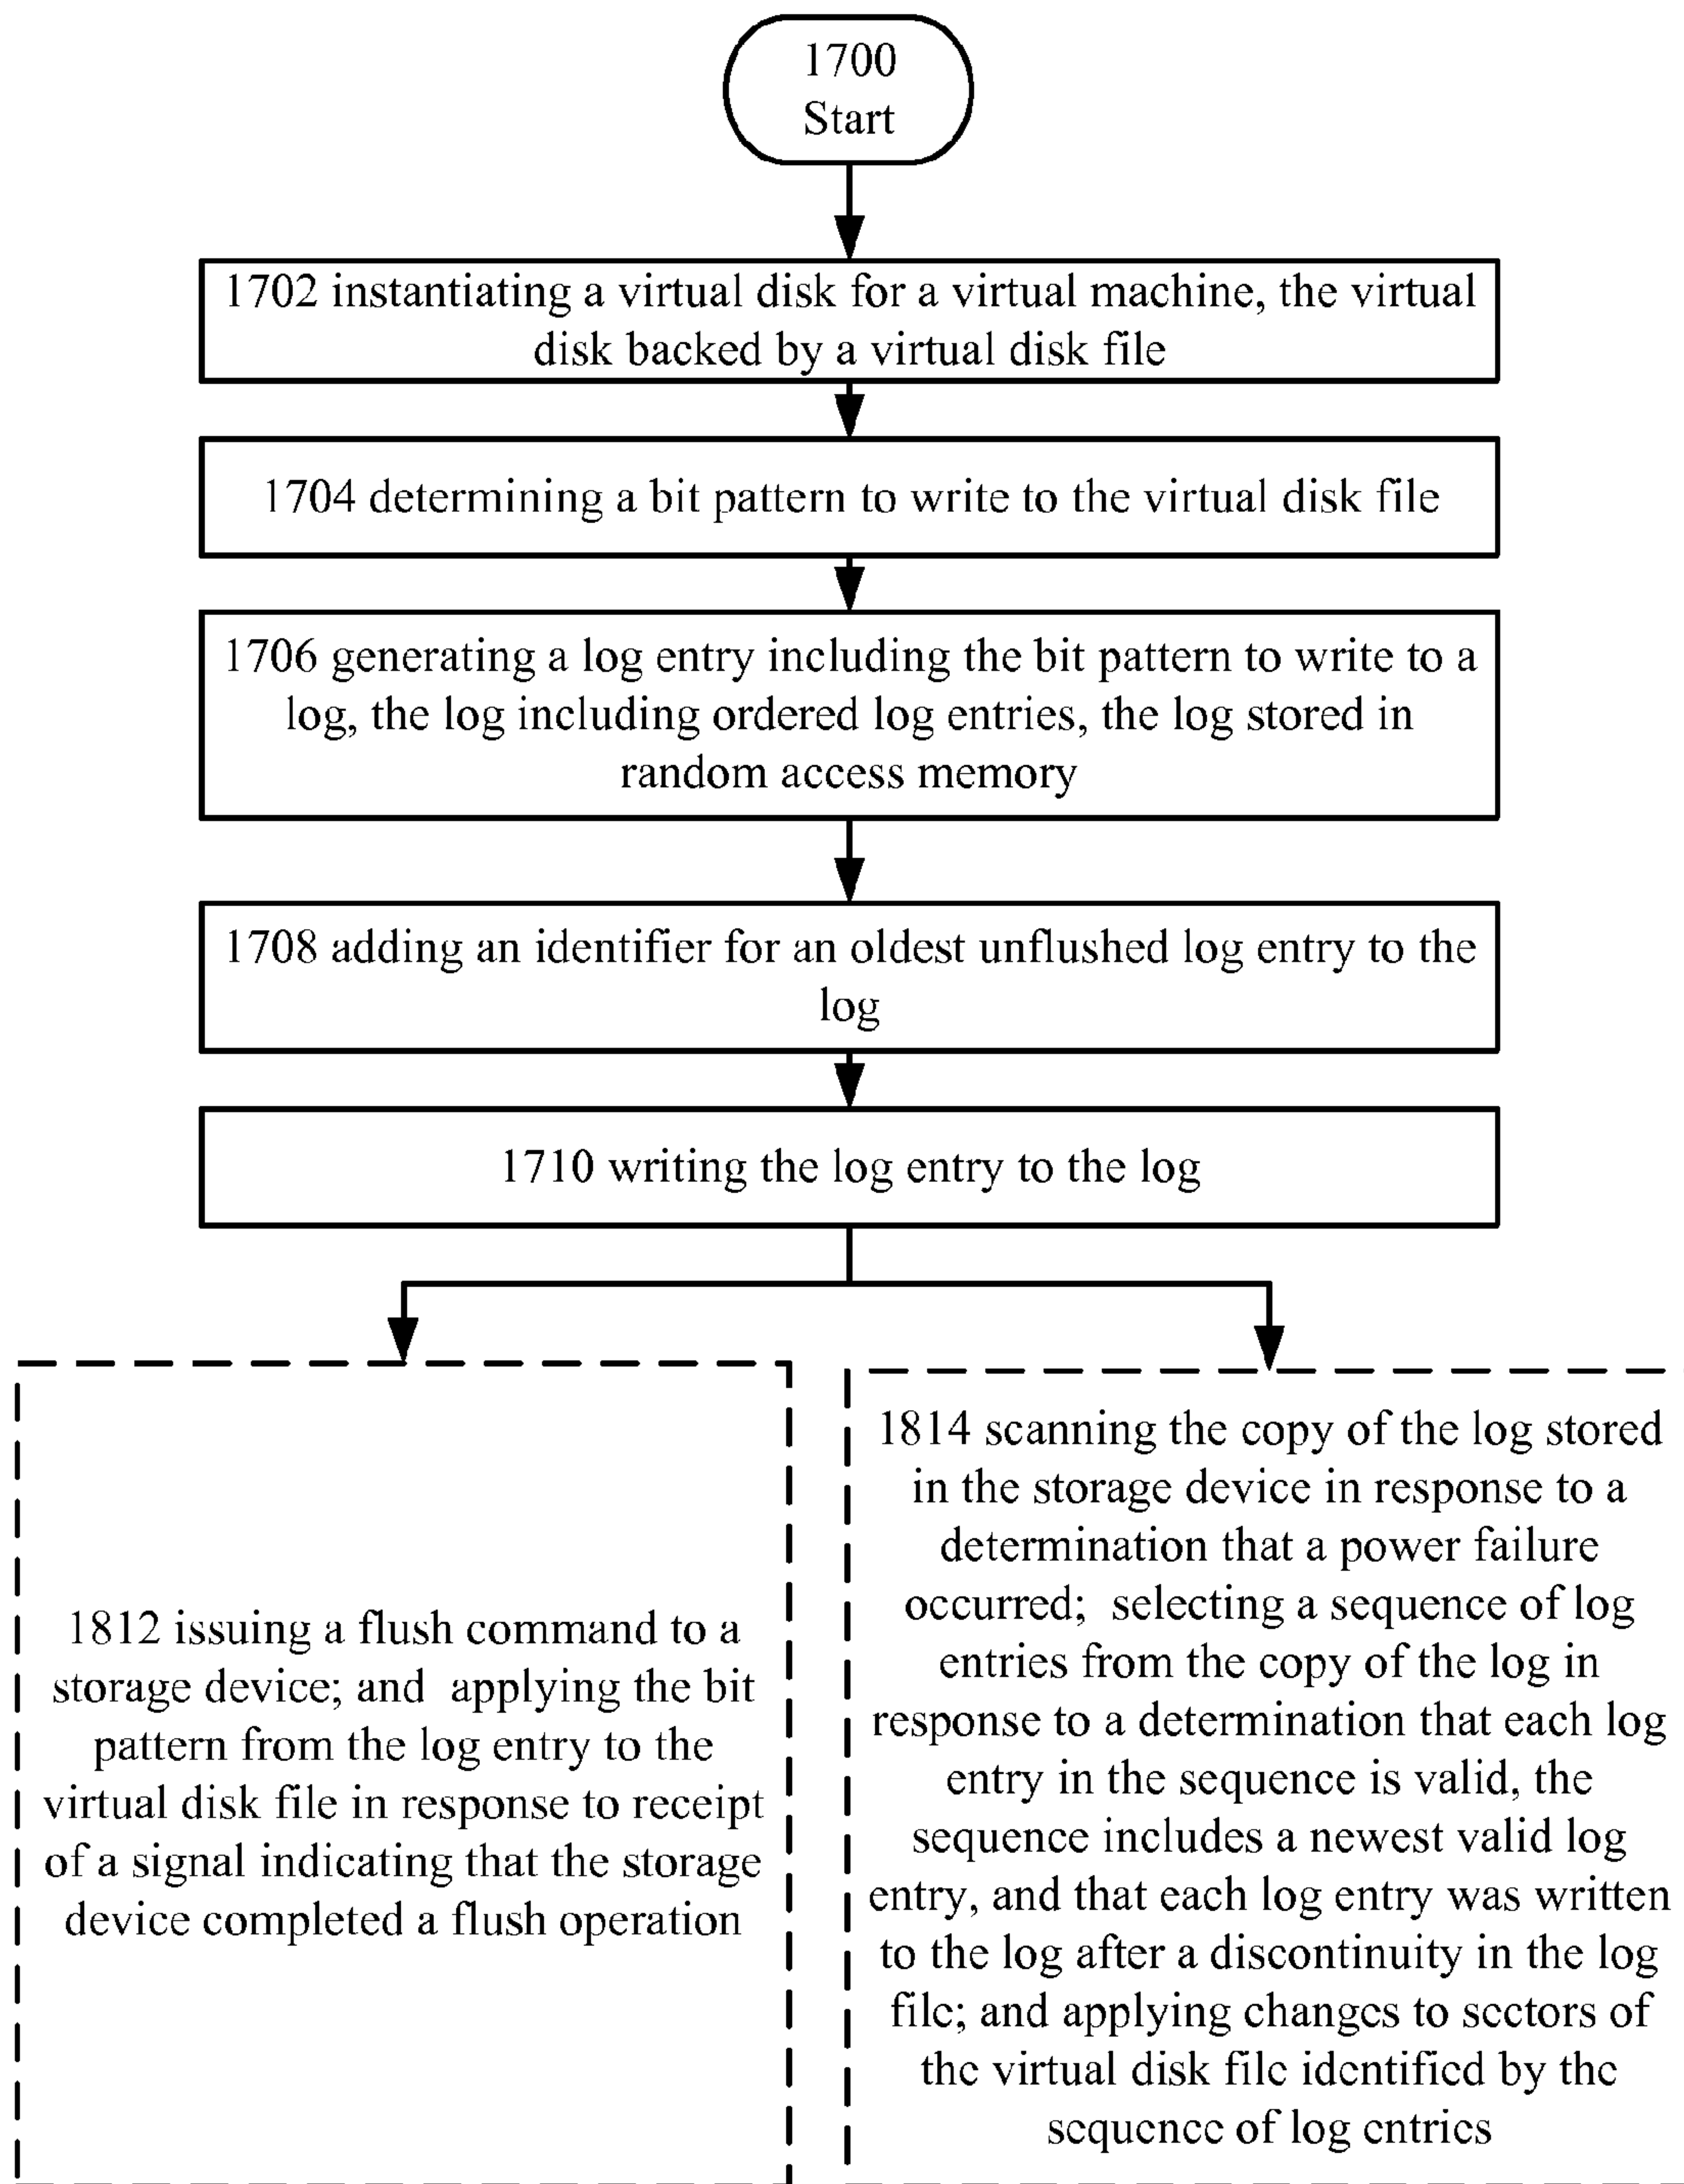 1700
Start
1702 instantiating a virtual disk for a virtual machine, the virtual
disk backed by a virtual disk file
1704 determining a bit pattern to write to the virtual disk file
1706 generating a log entry including the bit pattern to write to a
log, the log including ordered log entries, the log stored in
random access memory
1708 adding an identifier for an oldest unflushed log entry to the
log
1710 writing the log entry to the log
1812 issuing a flush command to a
storage device; and applying the bit
pattern from the log entry to the
virtual disk file in response to receipt
of a signal indicating that the storage
device completed a flush operation
1814 scanning the copy of the log stored
in the storage device in response to a
determination that a power failure
occurred; selecting a sequence of log
entries from the copy of the log in
response to a determination that each log
entry in the sequence is valid, the
sequence includes a newest valid log
entry, and that each log entry was written
to the log after a discontinuity in the log
file; and applying changes to sectors of
the virtual disk file identified by the
sequence of log entries